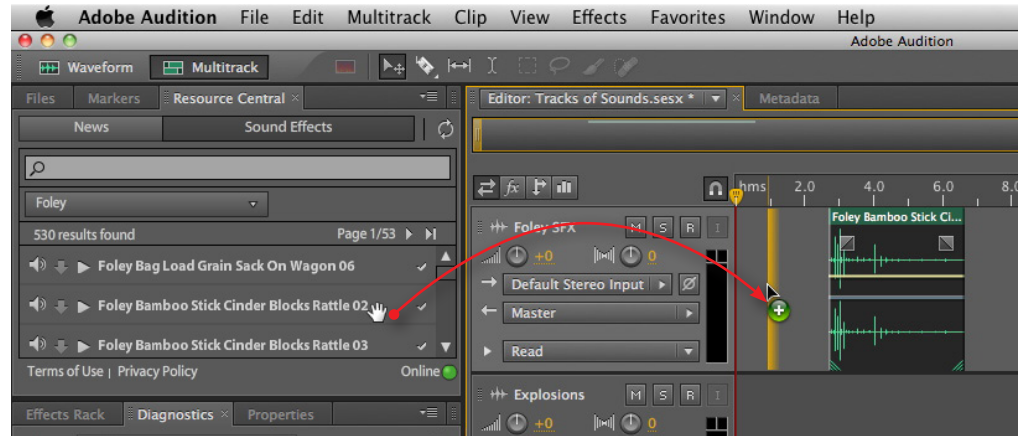 Adobe Audition File Edit Multitrack Clip View Effects Favorites Window Help
Adobe Audition
Waveform Multitrack
Files Markers Resource Central
Editor: Tracks of Sounds.sesx * Metadata
News Sound Effects
Foley
hms 2.0 4.0 6.0 8.0
530 results found Page 1/53
Foley Bamboo Stick Ci...
Foley SFX M S R I
Foley Bag Load Grain Sack On Wagon 06
+0 0
Default Stereo Input
Foley Bamboo Stick Cinder Blocks Rattle 02
Master
Foley Bamboo Stick Cinder Blocks Rattle 03
Read
Terms of Use | Privacy Policy Online
Explosions M S R I
Effects Rack Diagnostics Properties
+0 0